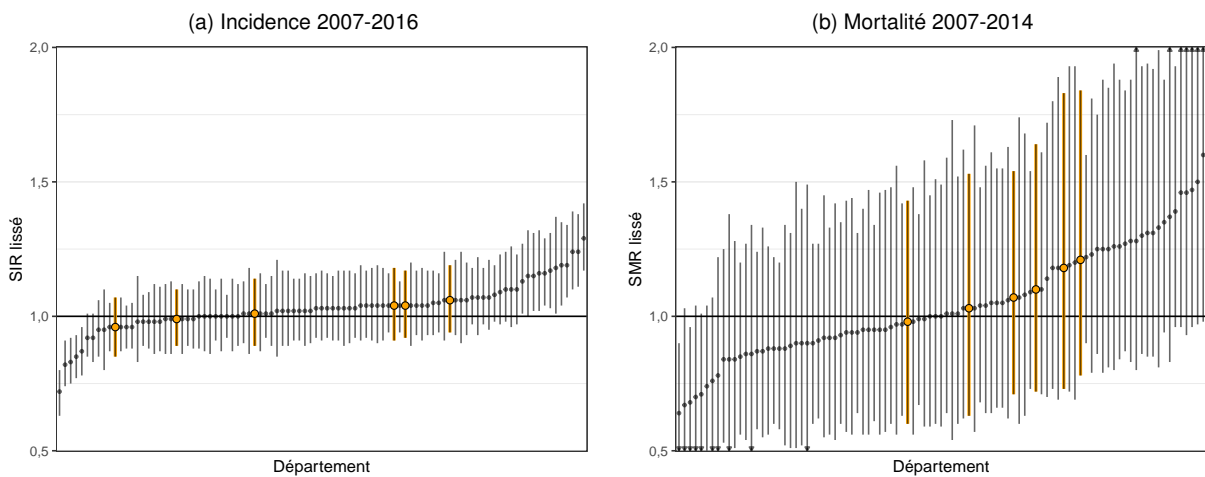 (a) Incidence 2007-2016
2,0
1,5
1,0
0,5
SIR lissé
Département
(b) Mortalité 2007-2014
2,0
1,5
1,0
0,5
SMR lissé
Département